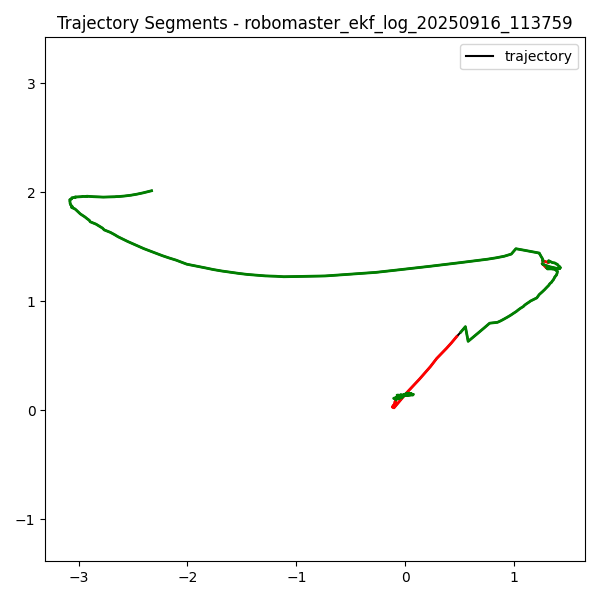 Trajectory Segments - robomaster_ekf_log_20250916_113759
trajectory
3
2
1
0
−1
−3 −2 −1 0 1